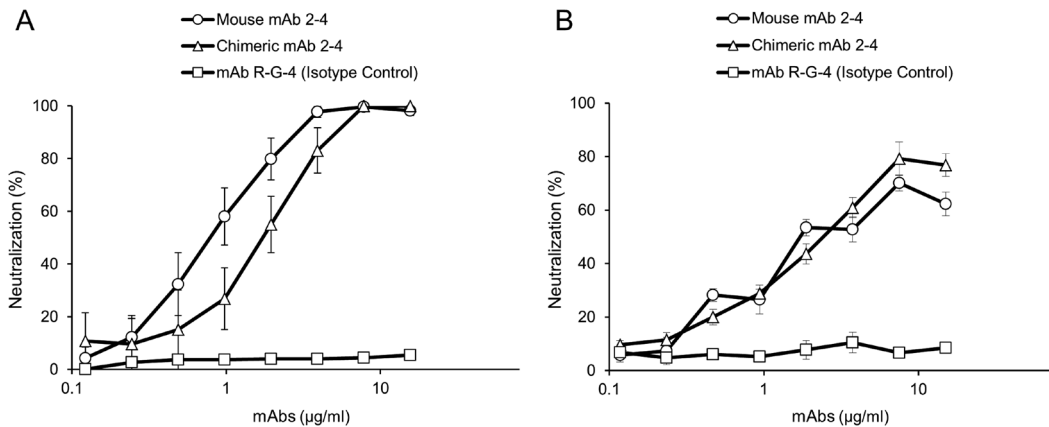 A
Mouse mAb 2-4
Chimeric mAb 2-4
mAb R-G-4 (Isotype Control)
Neutralization (%)
100
80
60
40
20
0
0.1
1
10
mAbs (µg/ml)
B
Mouse mAb 2-4
Chimeric mAb 2-4
mAb R-G-4 (Isotype Control)
Neutralization (%)
100
80
60
40
20
0
0.1
1
10
mAbs (µg/ml)